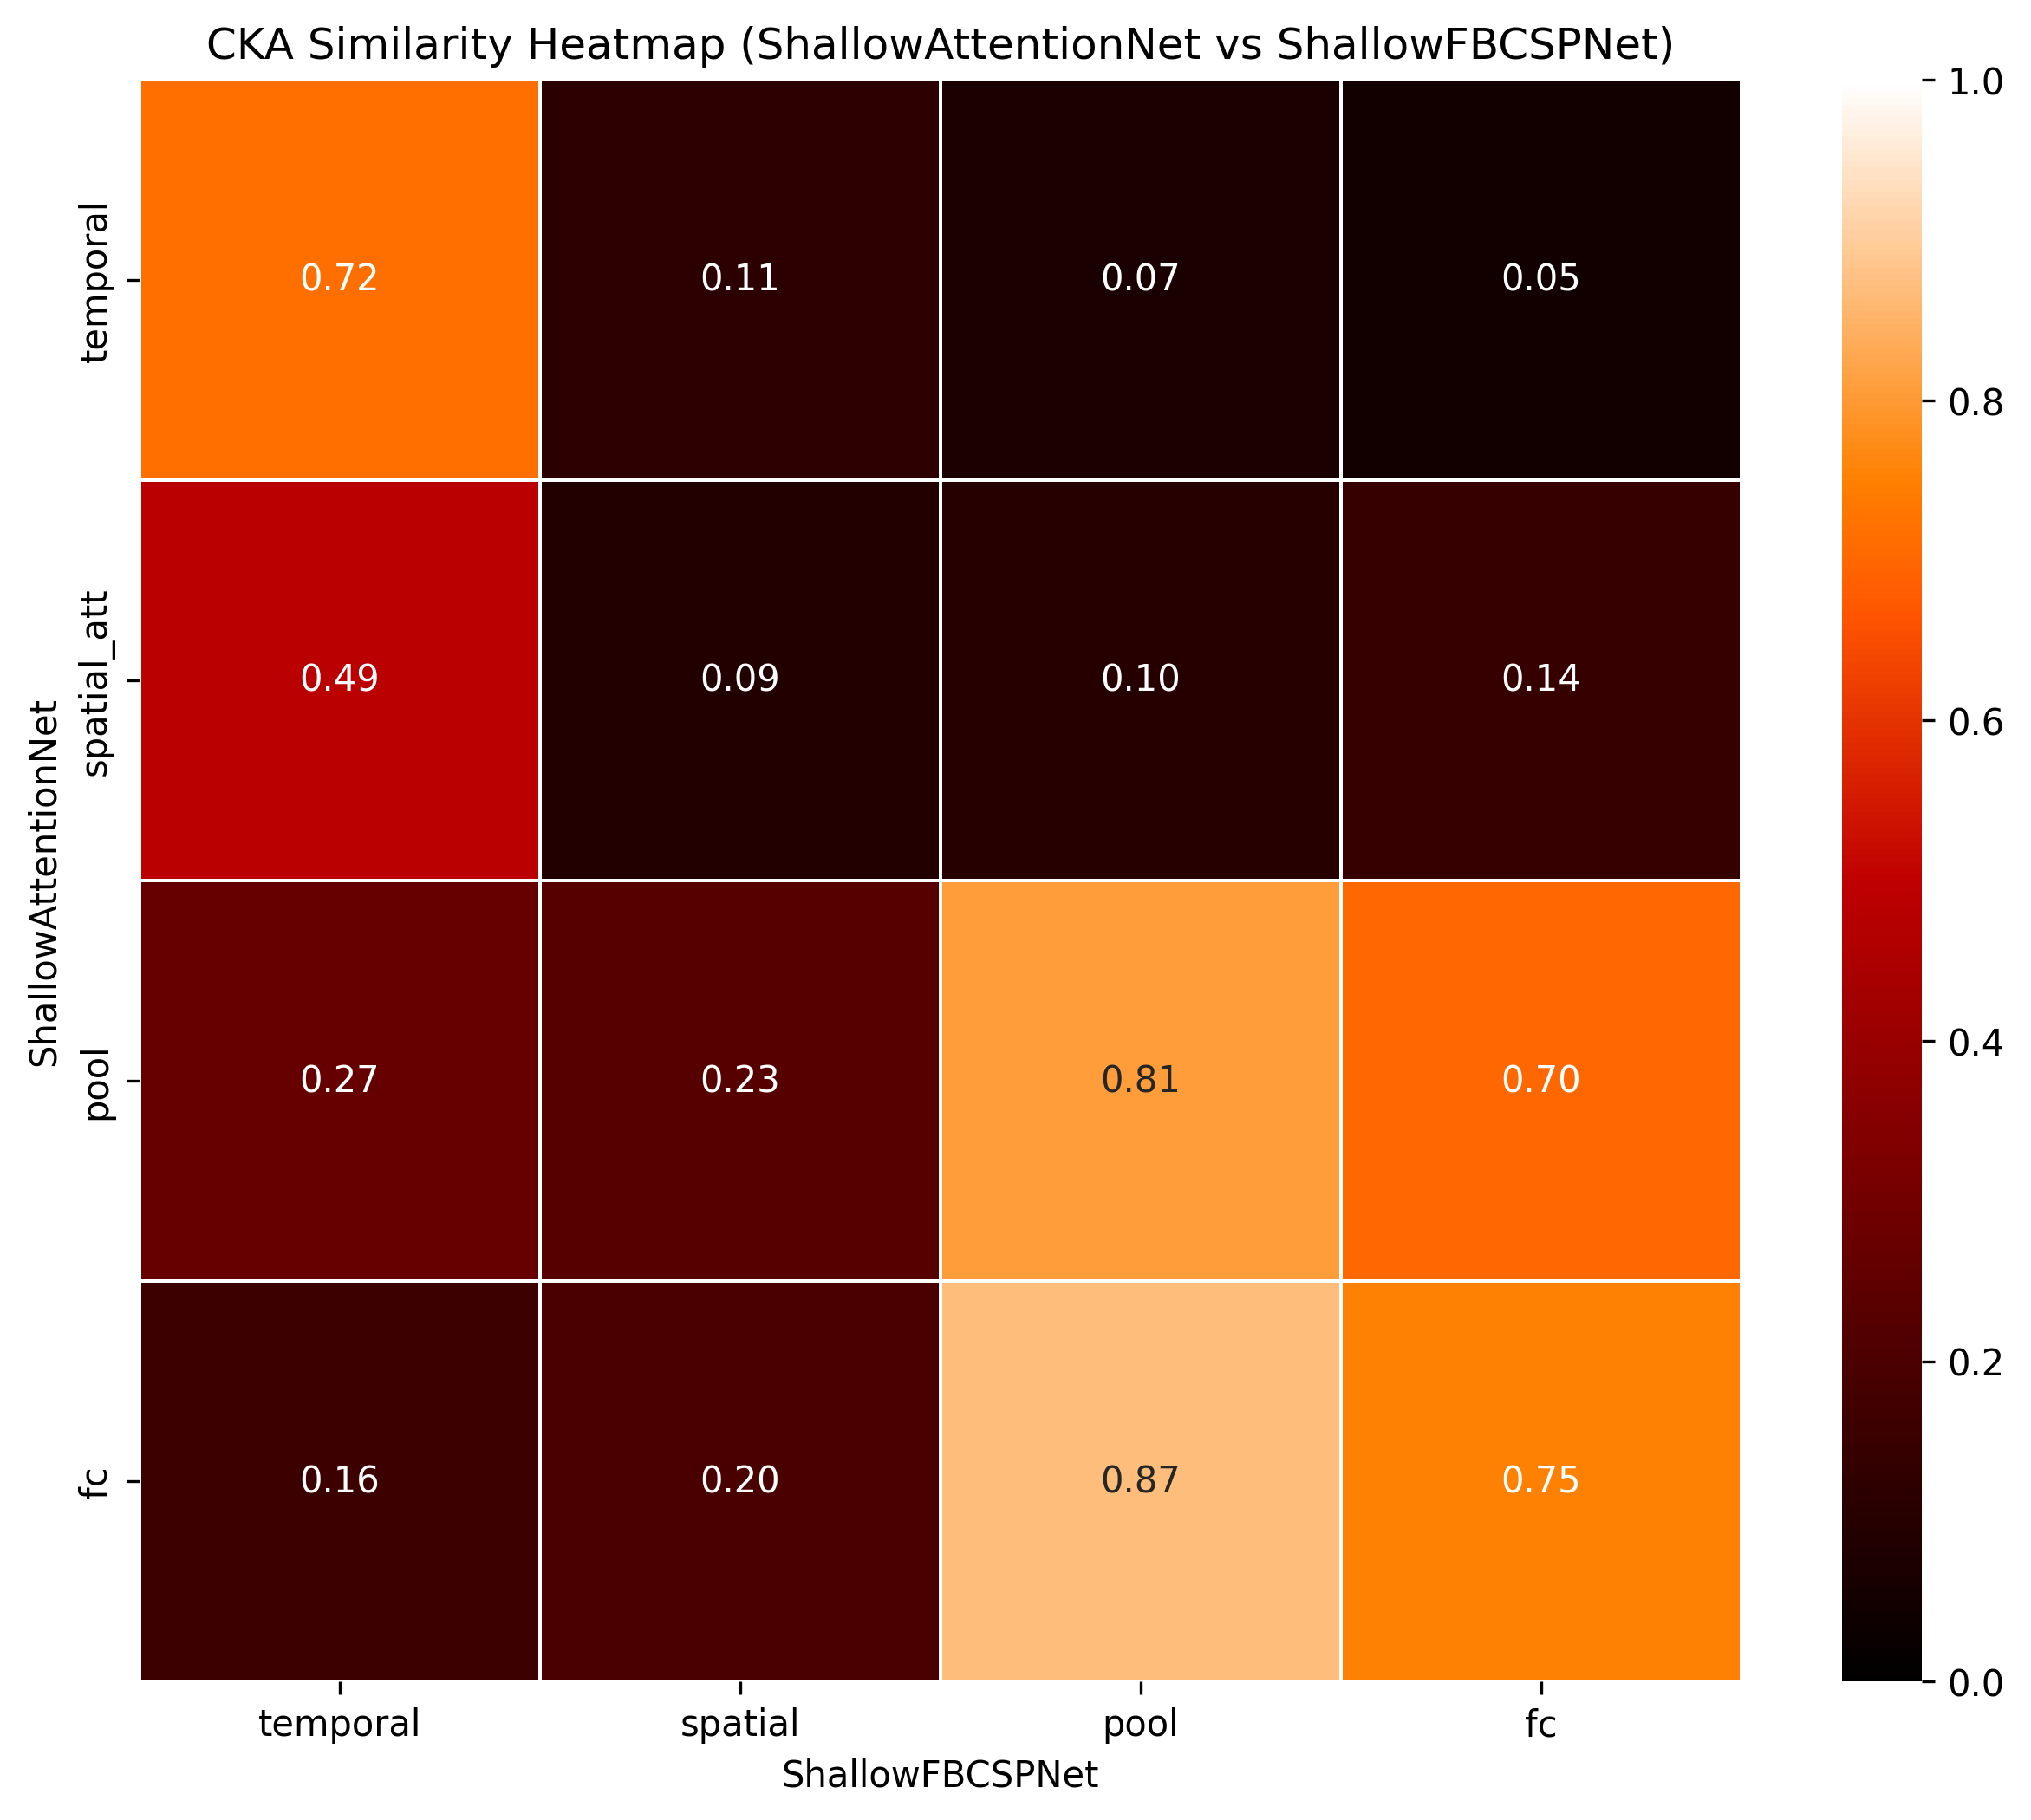 CKA Similarity Heatmap (ShallowAttentionNet vs ShallowFBCSPNet)
ShallowAttentionNet
temporal
0.72 0.11 0.07 0.05
spatial_att
0.49 0.09 0.10 0.14
pool
0.27 0.23 0.81 0.70
fc
0.16 0.20 0.87 0.75
temporal spatial pool fc
ShallowFBCSPNet
1.0
0.8
0.6
0.4
0.2
0.0